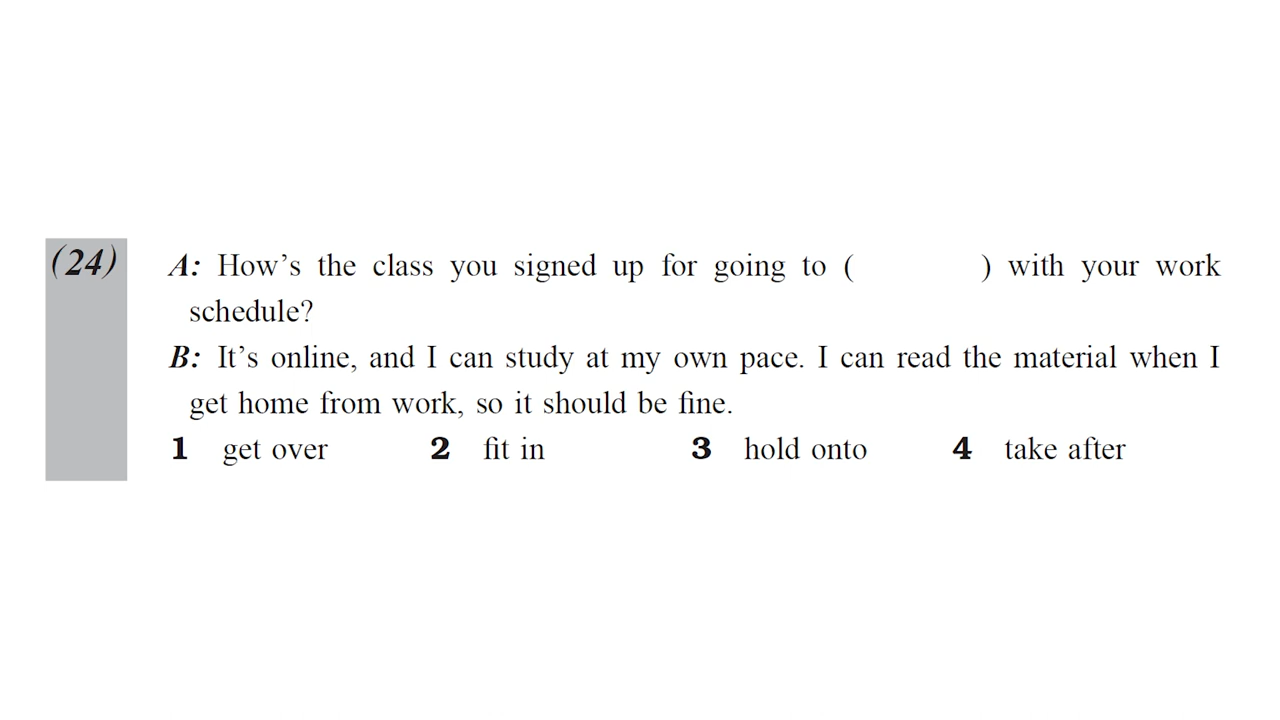 (24) A: How's the class you signed up for going to ( ) with your work
schedule?
B: It's online, and I can study at my own pace. I can read the material when I
get home from work, so it should be fine.
1 get over 2 fit in 3 hold onto 4 take after